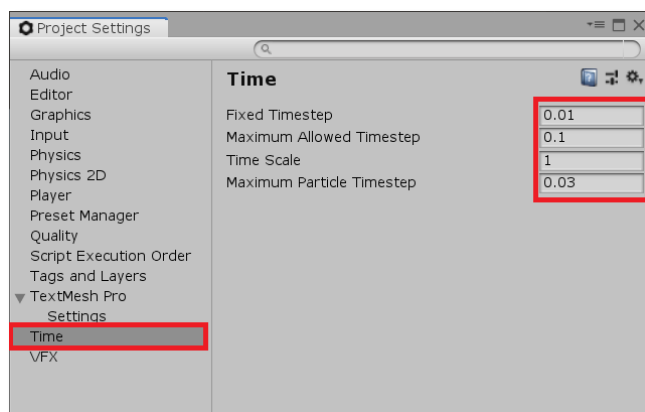 Project Settings
Audio
Editor
Graphics
Input
Physics
Physics 2D
Player
Preset Manager
Quality
Script Execution Order
Tags and Layers
TextMesh Pro
Settings
Time
VFX
Time
Fixed Timestep 0.01
Maximum Allowed Timestep 0.1
Time Scale 1
Maximum Particle Timestep 0.03